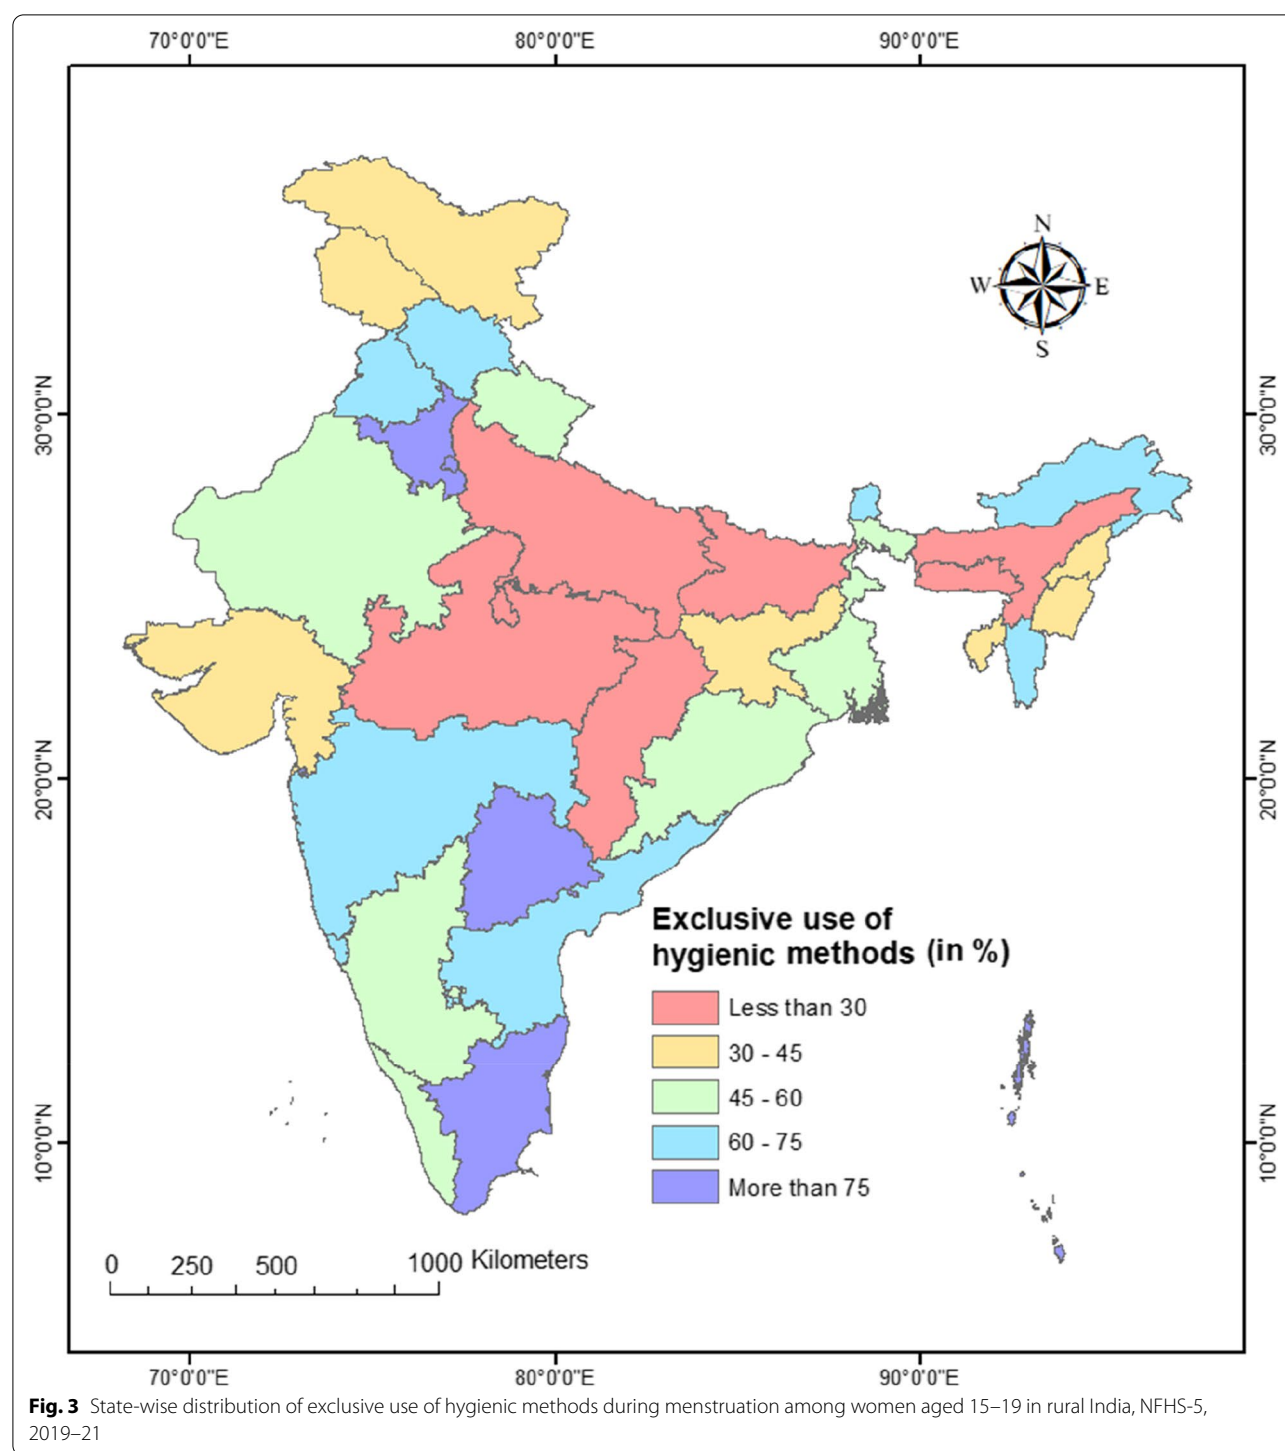 70°0'0"E 80°0'0"E 90°0'0"E
N
W E
S
30°0'0"N 30°0'0"N
20°0'0"N 20°0'0"N
Exclusive use of
hygienic methods (in %)
Less than 30
30 - 45
45 - 60
10°0'0"N 10°0'0"N
60 - 75
More than 75
0 250 500 1000 Kilometers
70°0'0"E 80°0'0"E 90°0'0"E
Fig. 3 State-wise distribution of exclusive use of hygienic methods during menstruation among women aged 15–19 in rural India, NFHS-5,
2019–21